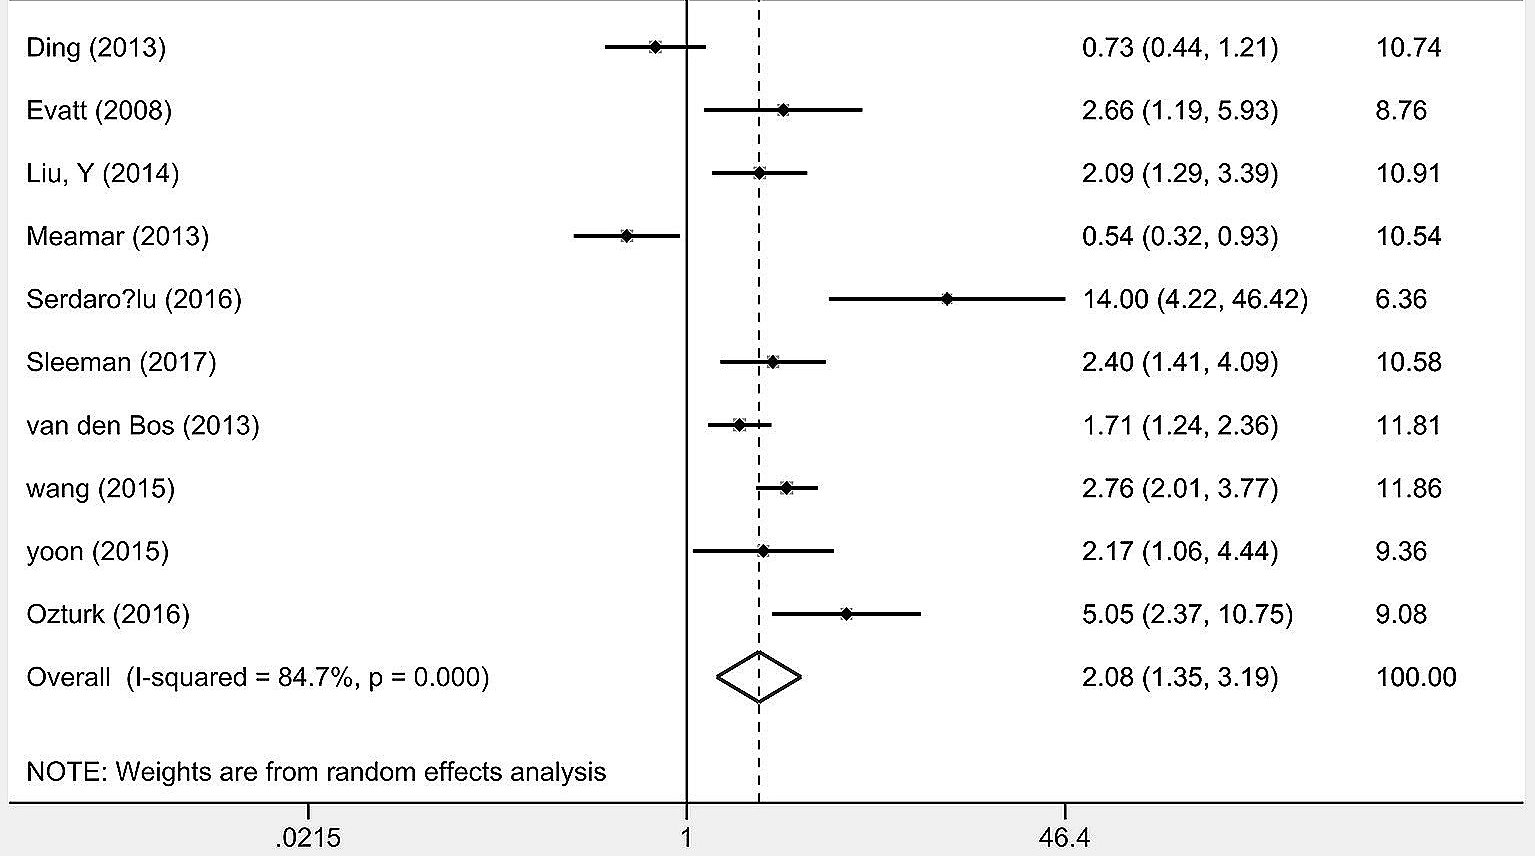 Ding (2013) 0.73 (0.44, 1.21) 10.74
Evatt (2008) 2.66 (1.19, 5.93) 8.76
Liu, Y (2014) 2.09 (1.29, 3.39) 10.91
Meamar (2013) 0.54 (0.32, 0.93) 10.54
Serdaro?lu (2016) 14.00 (4.22, 46.42) 6.36
Sleeman (2017) 2.40 (1.41, 4.09) 10.58
van den Bos (2013) 1.71 (1.24, 2.36) 11.81
wang (2015) 2.76 (2.01, 3.77) 11.86
yoon (2015) 2.17 (1.06, 4.44) 9.36
Ozturk (2016) 5.05 (2.37, 10.75) 9.08
Overall (I-squared = 84.7%, p = 0.000) 2.08 (1.35, 3.19) 100.00
NOTE: Weights are from random effects analysis
.0215 1 46.4